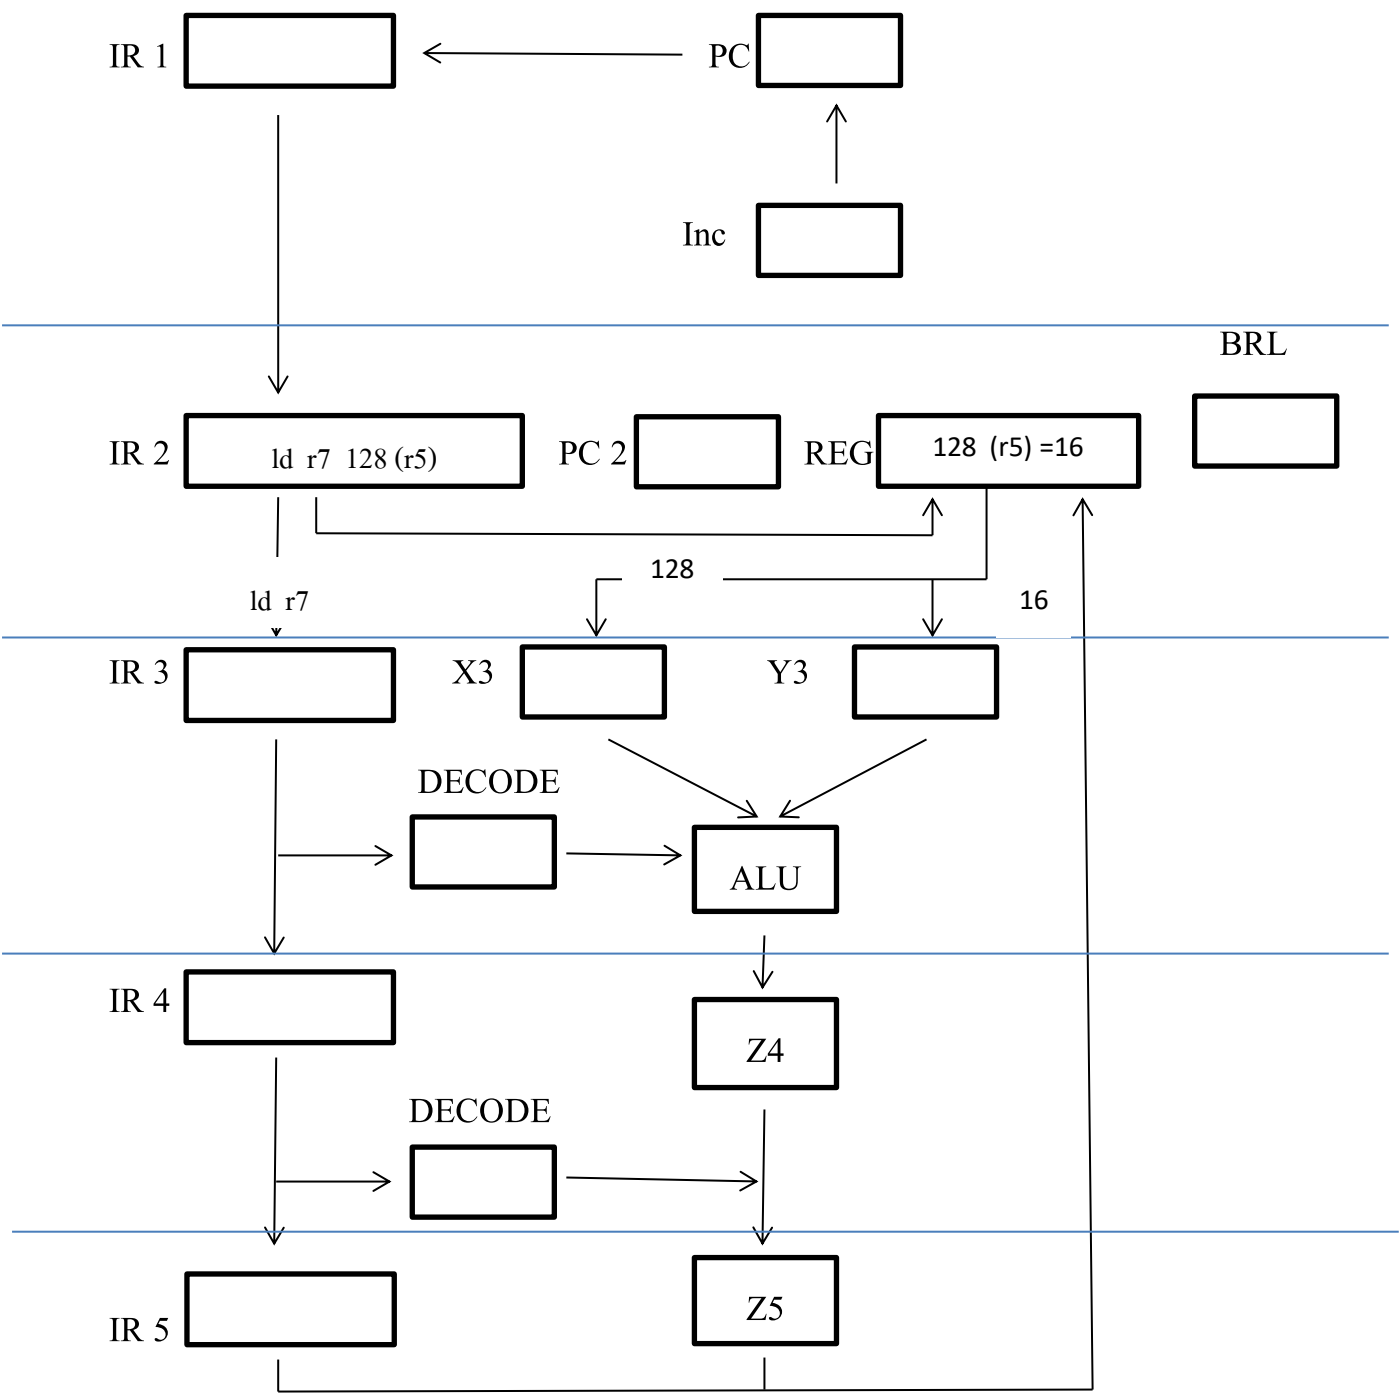 IR 1
PC
Inc
BRL
IR 2
ld r7 128 (r5)
PC 2
REG
128 (r5) =16
128
ld r7
16
IR 3
X3
Y3
DECODE
ALU
IR 4
Z4
DECODE
Z5
IR 5